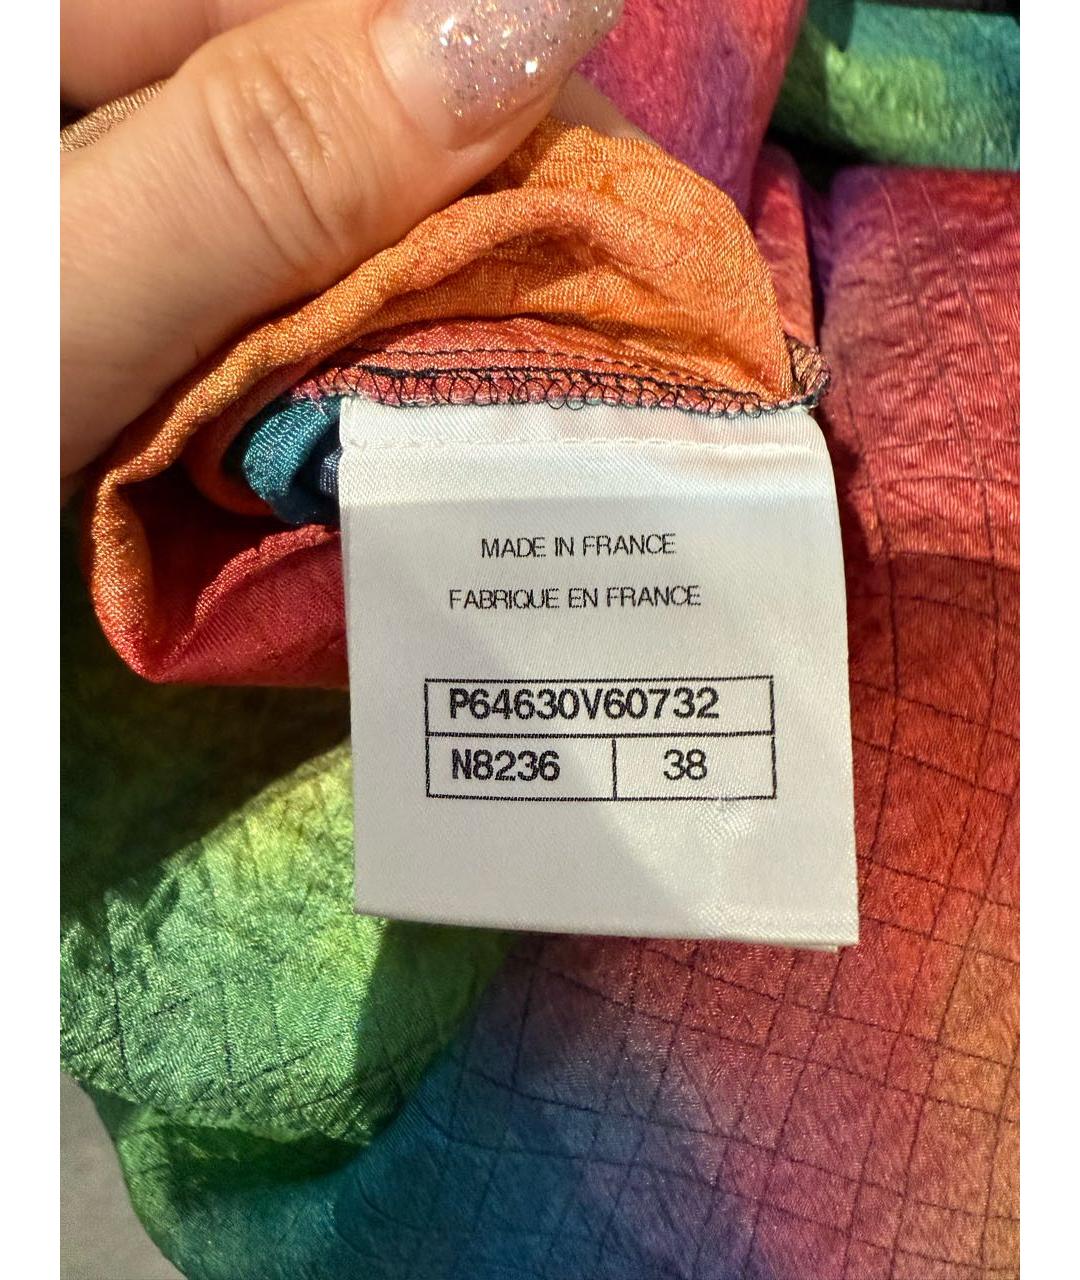 MADE IN FRANCE
FABRIQUE EN FRANCE
P64630V60732
N8236 38